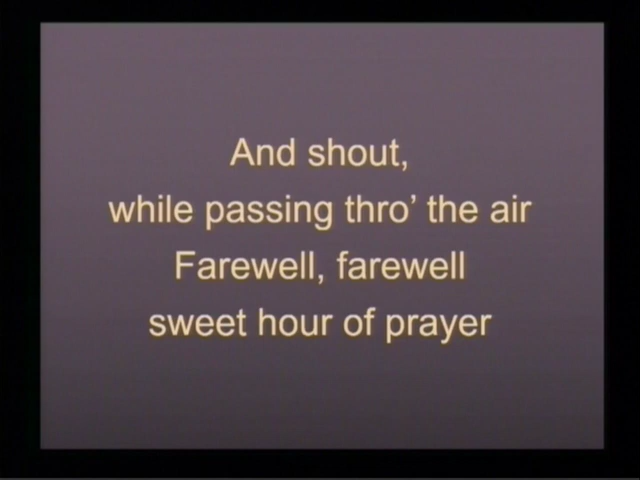 And shout,
while passing thro’ the air
Farewell, farewell
sweet hour of prayer